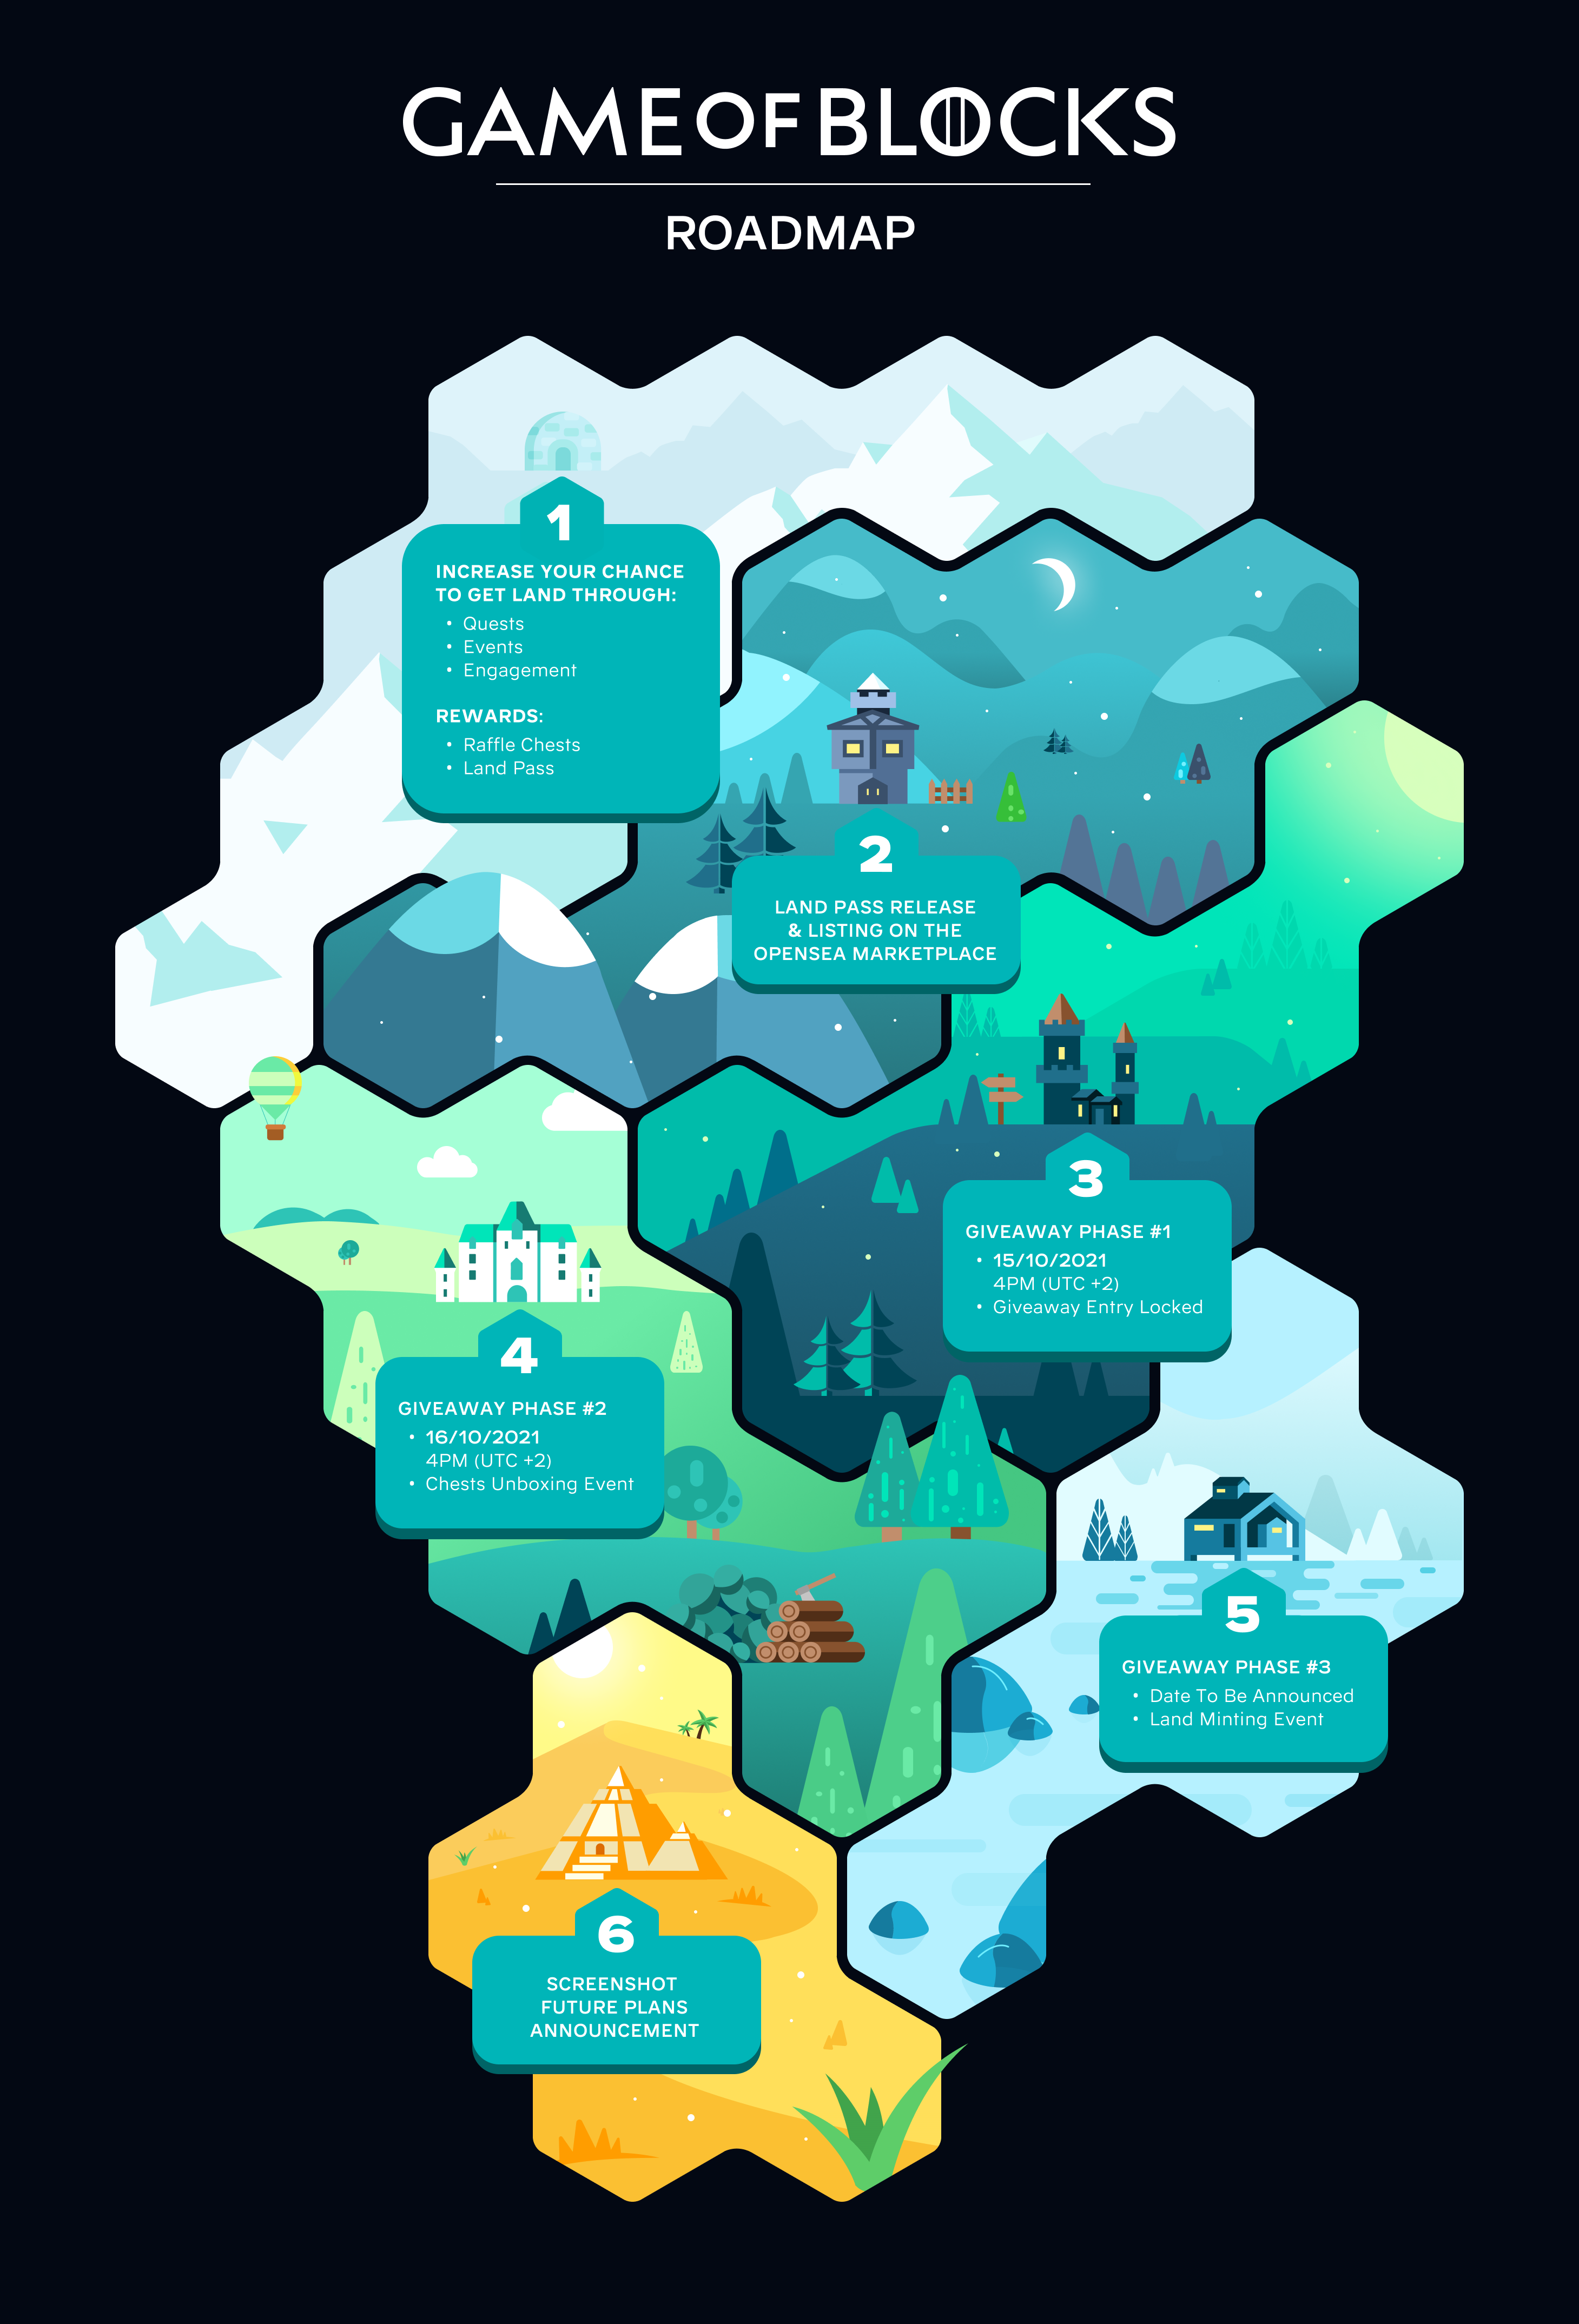 GAME OF BLOCKS
ROADMAP
1
INCREASE YOUR CHANCE
TO GET LAND THROUGH:
• Quests
• Events
• Engagement
REWARDS:
• Raffle Chests
• Land Pass
2
LAND PASS RELEASE
& LISTING ON THE
OPENSEA MARKETPLACE
3
GIVEAWAY PHASE #1
• 15/10/2021
4PM (UTC +2)
• Giveaway Entry Locked
4
GIVEAWAY PHASE #2
• 16/10/2021
4PM (UTC +2)
• Chests Unboxing Event
5
GIVEAWAY PHASE #3
• Date To Be Announced
• Land Minting Event
6
SCREENSHOT
FUTURE PLANS
ANNOUNCEMENT